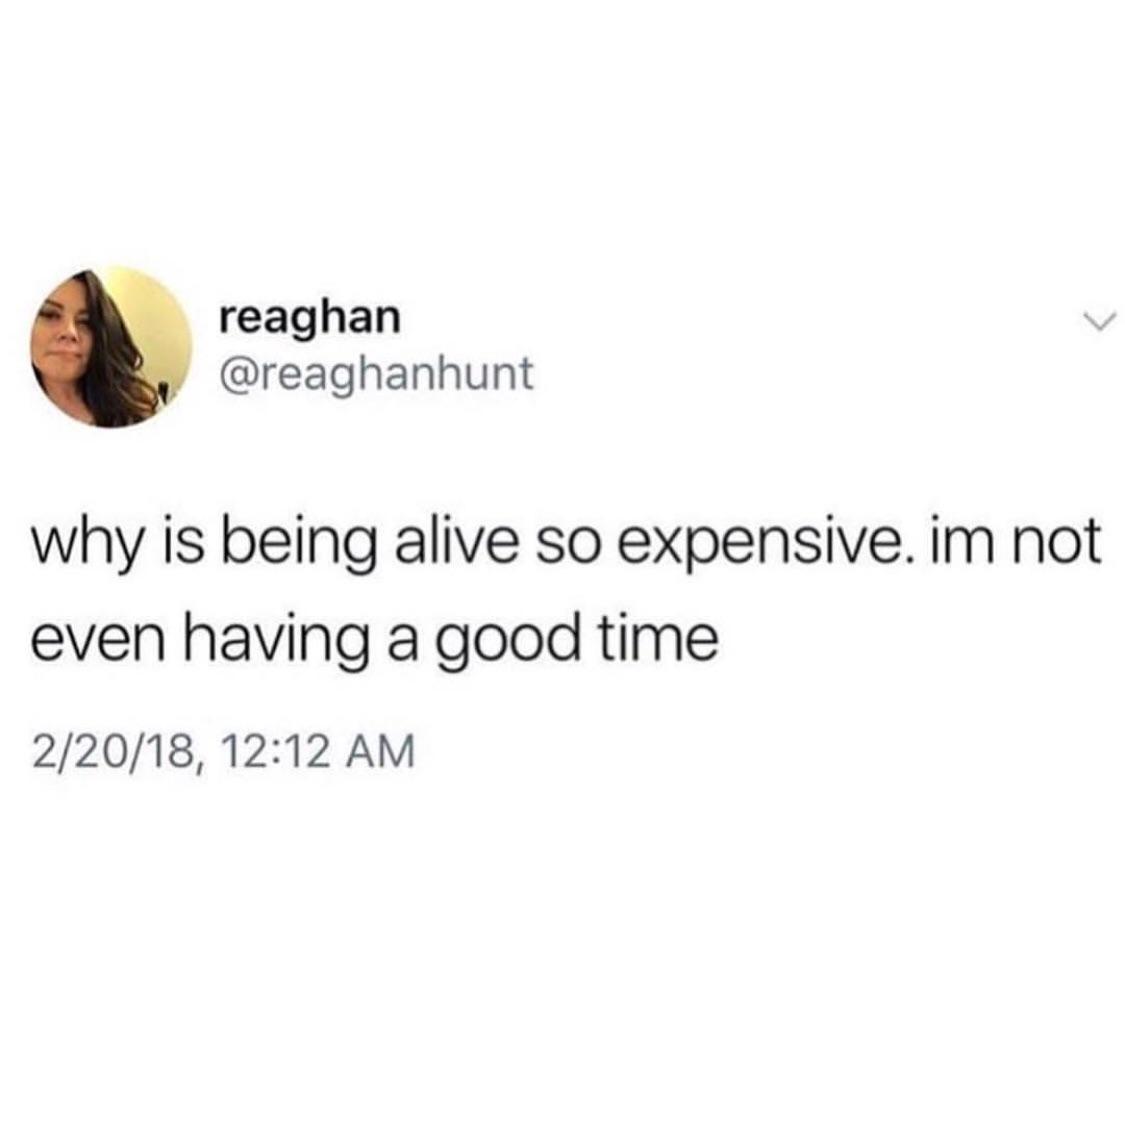 reaghan
@reaghanhunt
why is being alive so expensive. im not
even having a good time
2/20/18, 12:12 AM